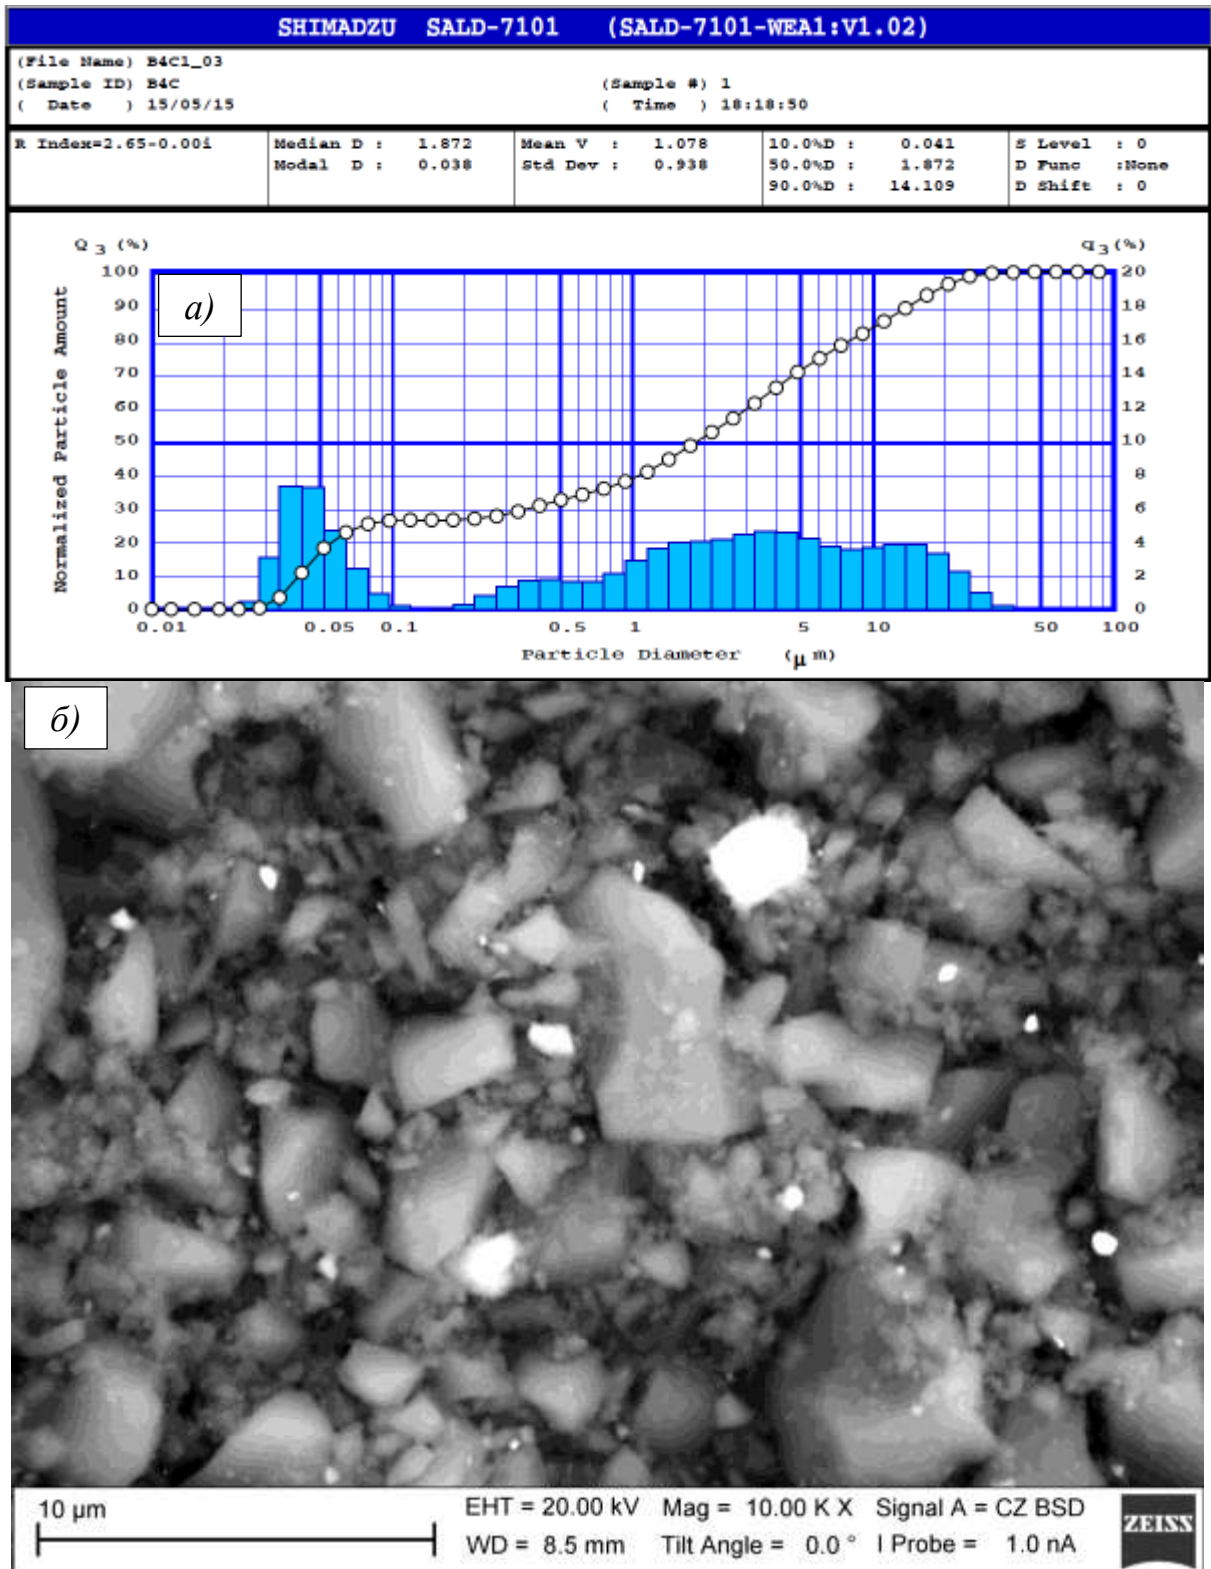 SHIMADZU SALD-7101 (SALD-7101-WEA1:V1.02)
(File Name) B4C1_03
(Sample ID) B4C (Sample #) 1
( Date ) 15/05/15 ( Time ) 18:18:50
R Index=2.65-0.00i Median D : 1.872 Mean V : 1.078 10.0%D : 0.041 S Level : 0
Modal D : 0.038 Std Dev : 0.938 50.0%D : 1.872 D Func :None
90.0%D : 14.109 D Shift : 0
Q 3 (%) q 3 (%)
100 20
90 18
80 16
70 14
60 12
50 10
40 8
30 6
20 4
10 2
0 0
Normalized Particle Amount
а)
0.01 0.05 0.1 0.5 1 5 10 50 100
Particle Diameter (μm)
б)
10 µm
EHT = 20.00 kV Mag = 10.00 K X Signal A = CZ BSD
WD = 8.5 mm Tilt Angle = 0.0 ° I Probe = 1.0 nA
ZEISS